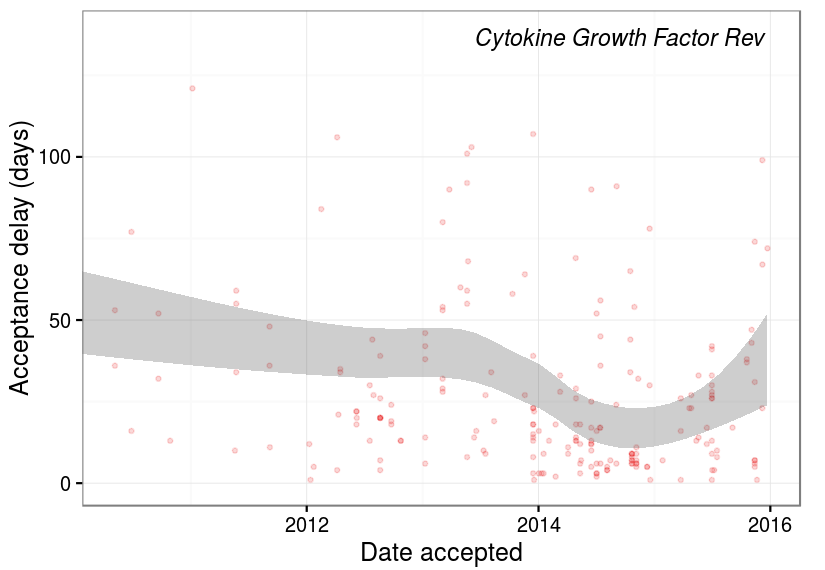 Cytokine Growth Factor Rev
Acceptance delay (days)
100
50
0
2012
2014
2016
Date accepted